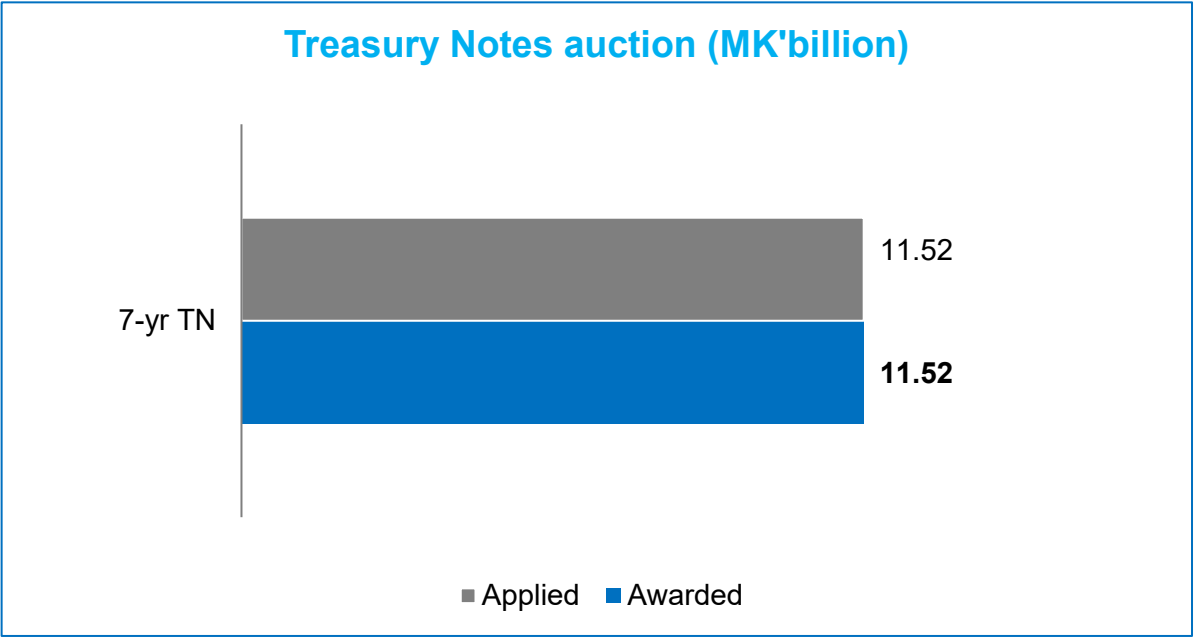 Treasury Notes auction (MK'billion)
11.52
7-yr TN
11.52
Applied Awarded